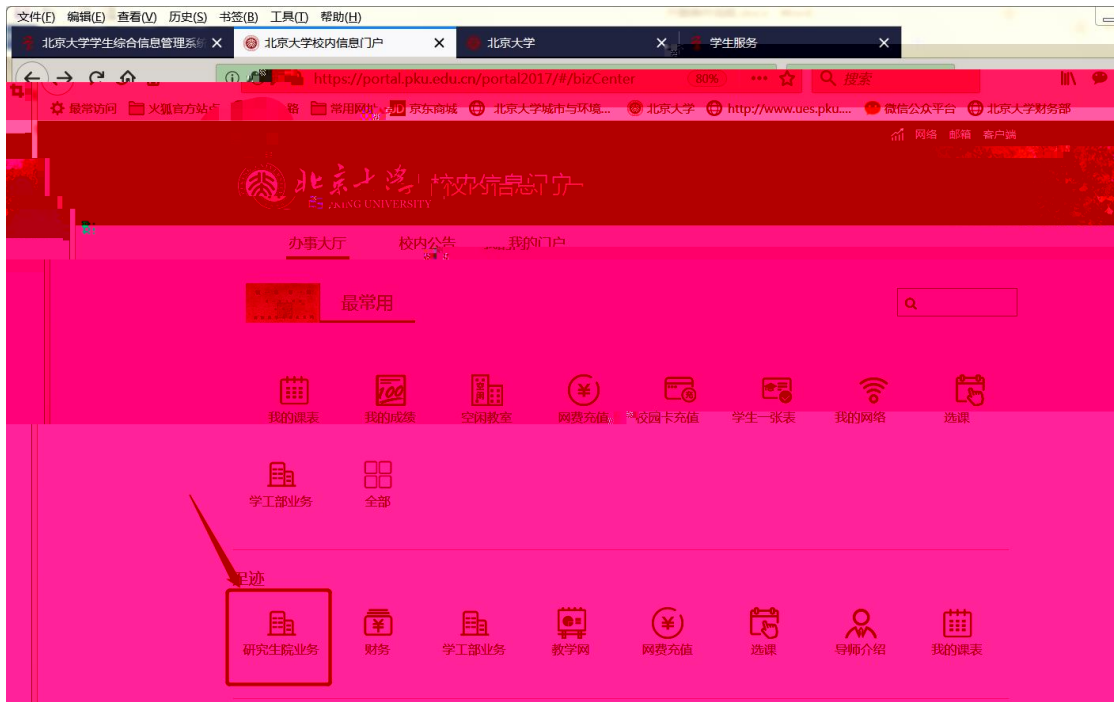 文件(F) 编辑(E) 查看(V) 历史(S) 书签(B) 工具(T) 帮助(H)
北京大学学生综合信息管理系统 北京大学校内信息门户 北京大学 学生服务
https://portal.pku.edu.cn/portal2017/#/bizCenter 80% 搜索
最常访问 火狐官方站点 常用网址 京东商城 北京大学城市与环境... 北京大学 http://www.ues.pku.... 微信公众平台 北京大学财务部
网络 邮箱 客户端
北京大学 校内信息门户
UNIVERSITY
办事大厅 校内公告 我的门户
最常用
我的课表 我的成绩 空闲教室 网费充值 校园卡充值 学生一张表 我的网络 选课
学工部业务 全部
足迹
研究生院业务 财务 学工部业务 教学网 网费充值 选课 导师介绍 我的课表